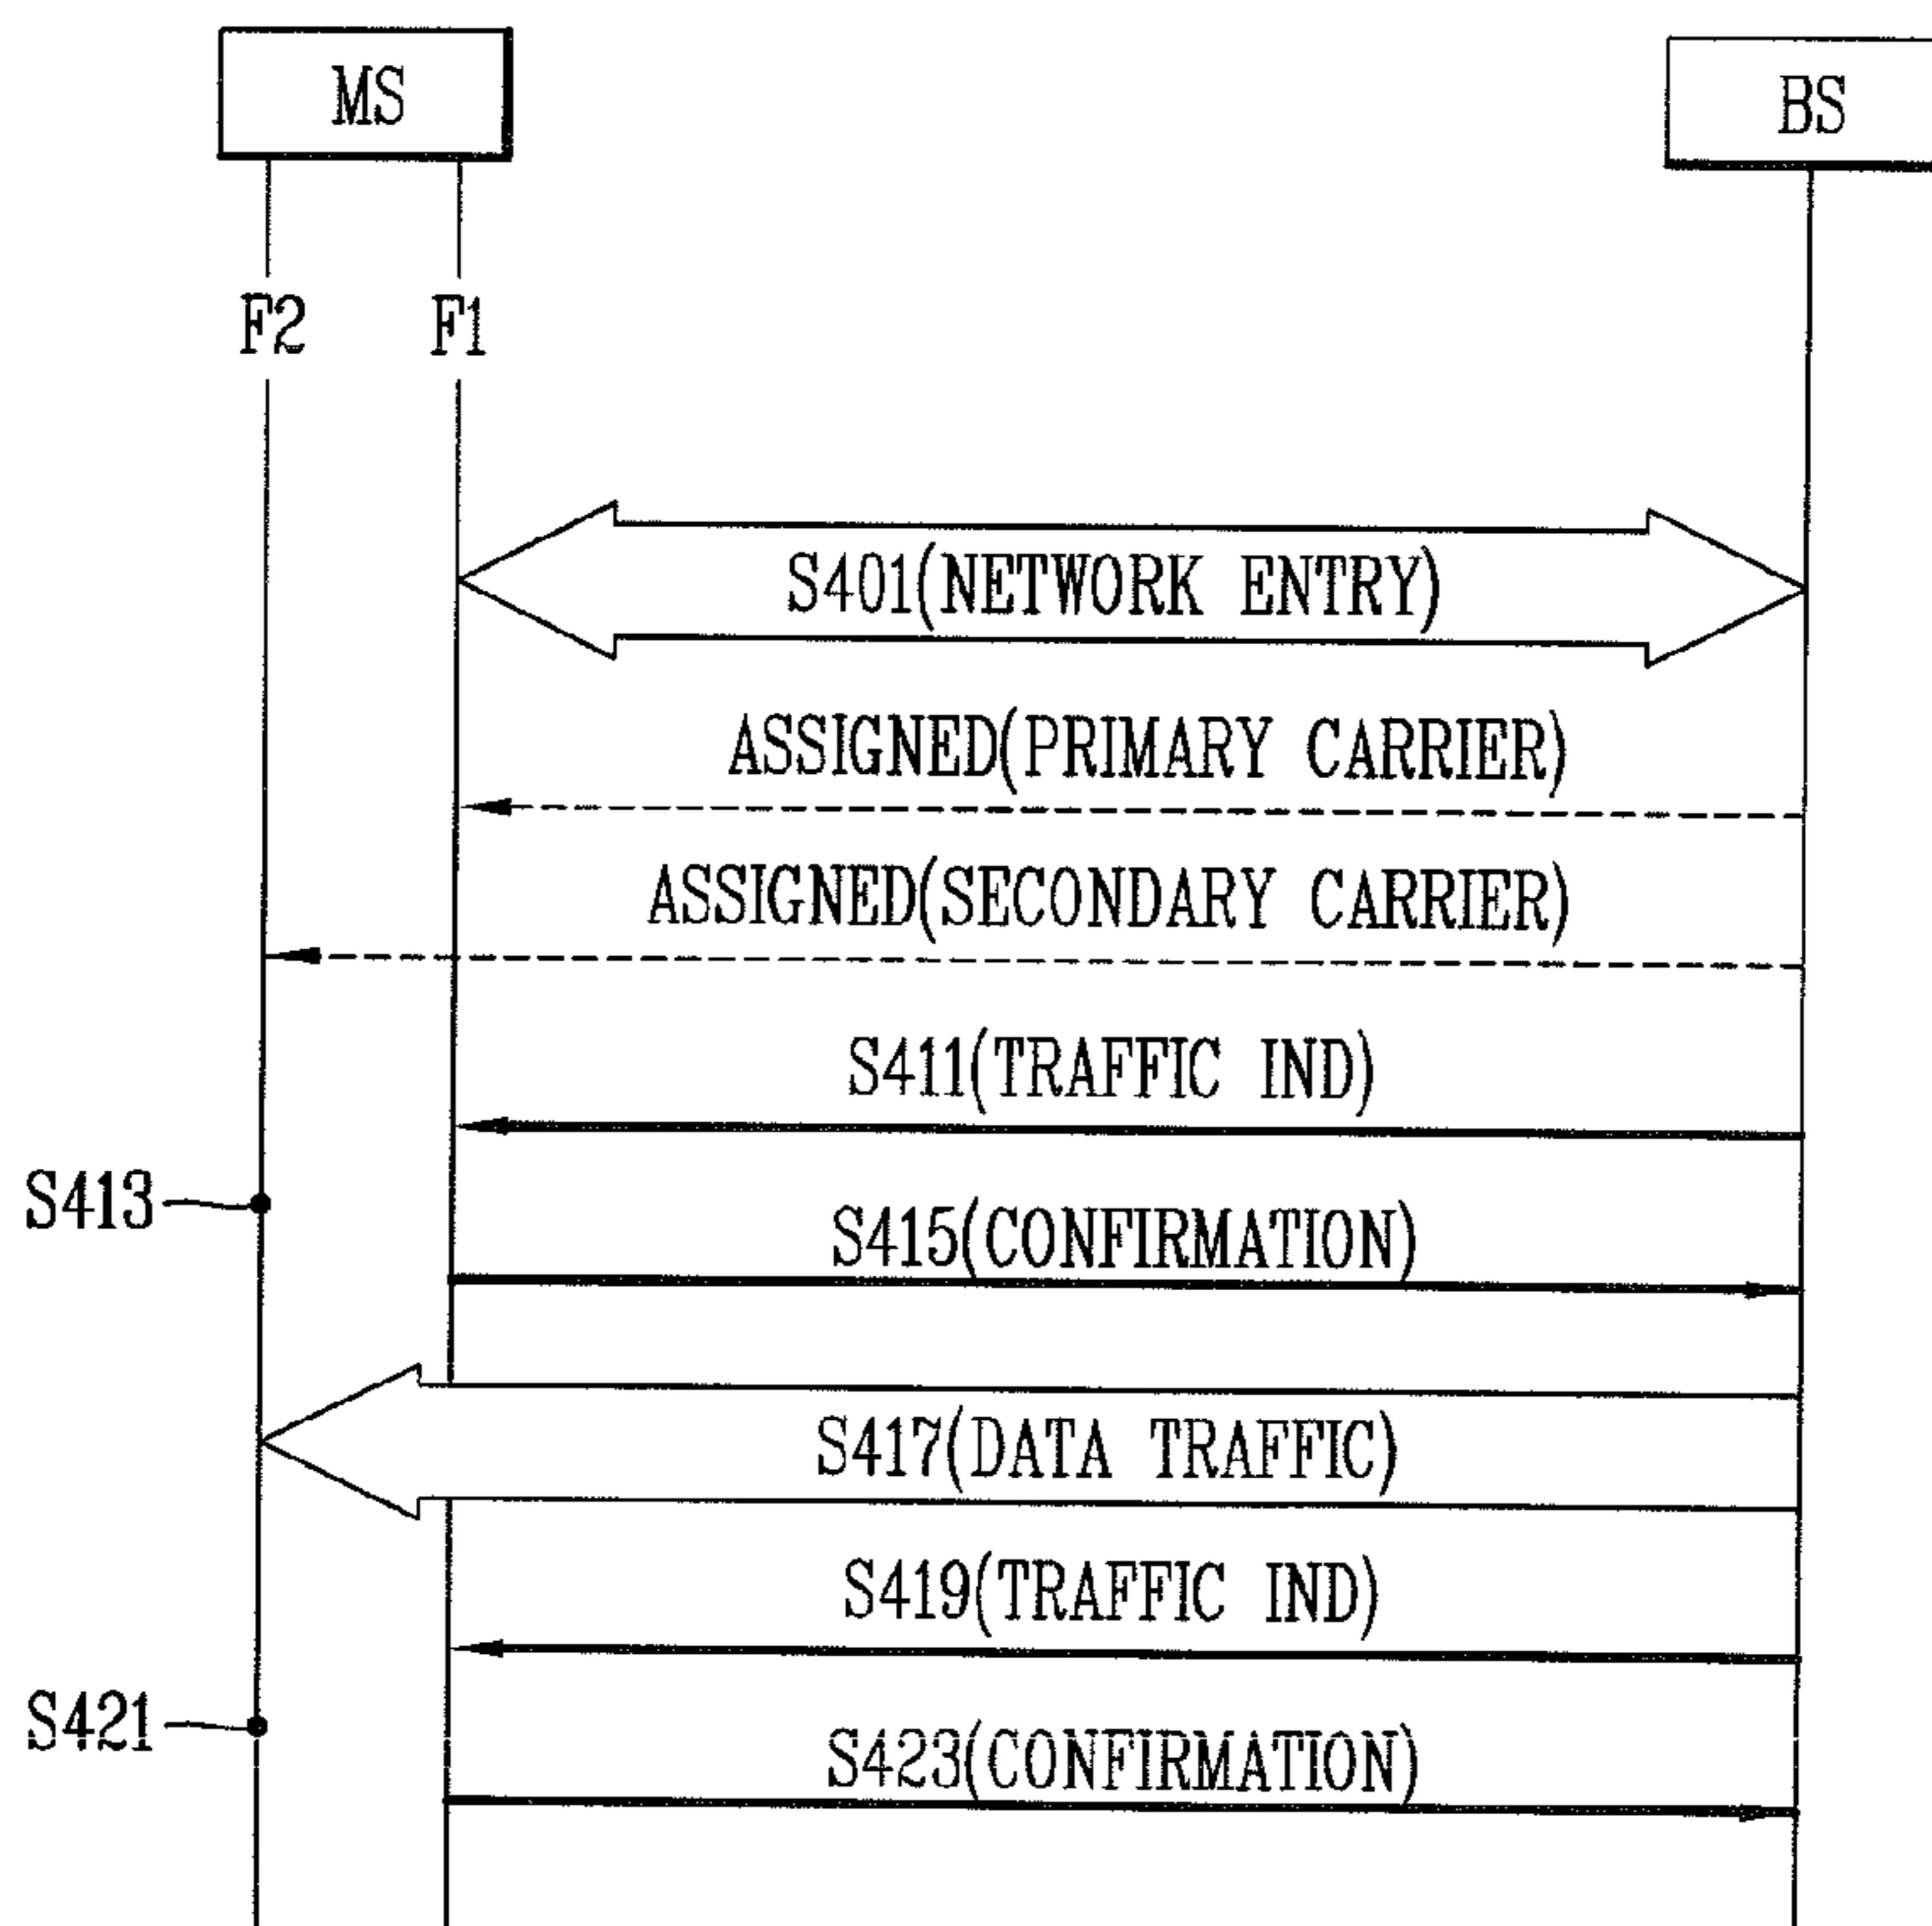 MS
BS
F2
F1
S401(NETWORK ENTRY)
ASSIGNED(PRIMARY CARRIER)
ASSIGNED(SECONDARY CARRIER)
S411(TRAFFIC IND)
S413
S415(CONFIRMATION)
S417(DATA TRAFFIC)
S419(TRAFFIC IND)
S421
S423(CONFIRMATION)